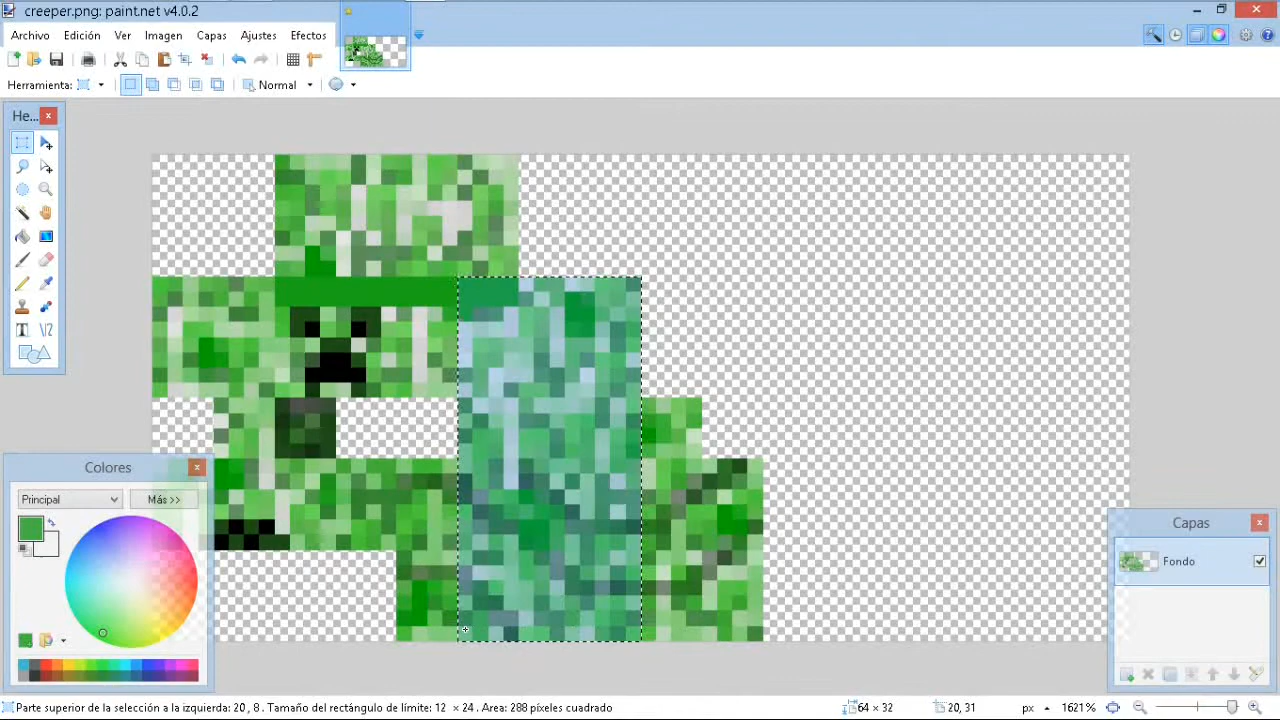 creeper.png: paint.net v4.0.2
Archivo Edición Ver Imagen Capas Ajustes Efectos
Herramienta: Normal
He...
Colores
Principal Más >>
Capas
Fondo
Parte superior de la selección a la izquierda: 20, 8 . Tamaño del rectángulo de límite: 12 × 24 . Area: 288 píxeles cuadrado 64 × 32 20, 31 px 1621%